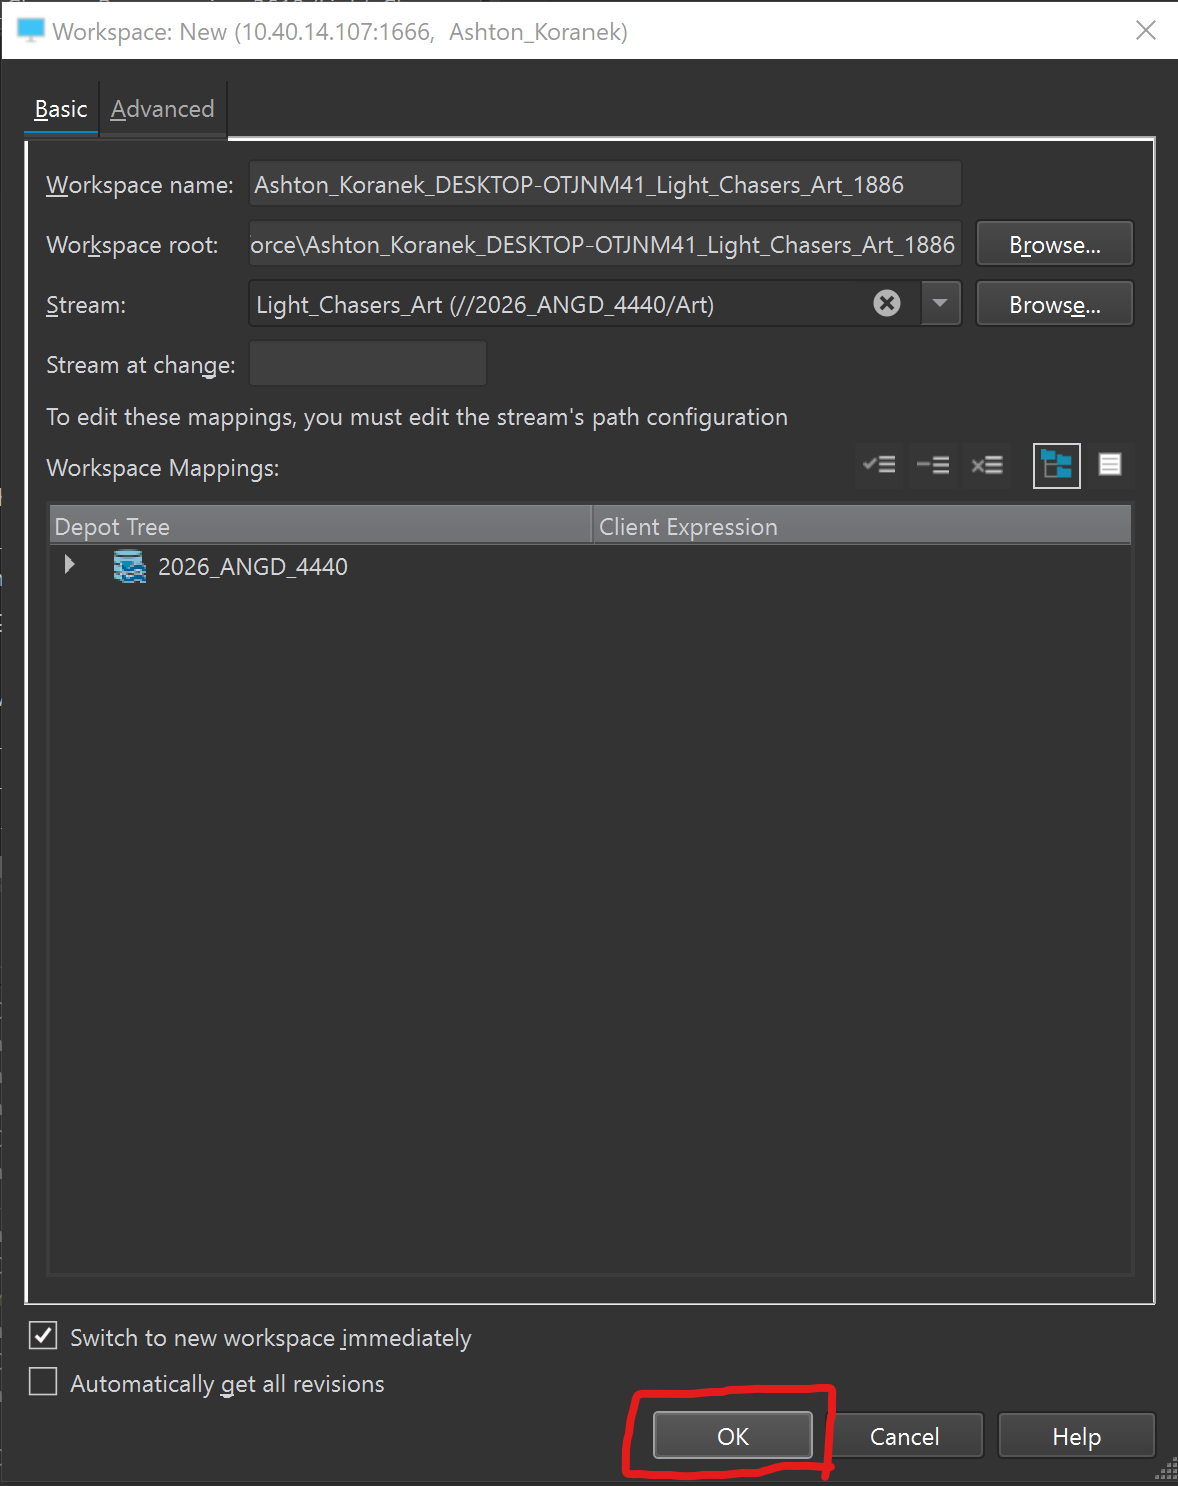 Workspace: New (10.40.14.107:1666,  Ashton_Koranek)
Basic
Advanced
Workspace name:
Ashton_Koranek_DESKTOP-OTJNM41_Light_Chasers_Art_1886
Workspace root:
orce\Ashton_Koranek_DESKTOP-OTJNM41_Light_Chasers_Art_1886
Browse...
Stream:
Light_Chasers_Art (//2026_ANGD_4440/Art)
Browse...
Stream at change:
To edit these mappings, you must edit the stream's path configuration
Workspace Mappings:
Depot Tree
Client Expression
2026_ANGD_4440
Switch to new workspace immediately
Automatically get all revisions
OK
Cancel
Help